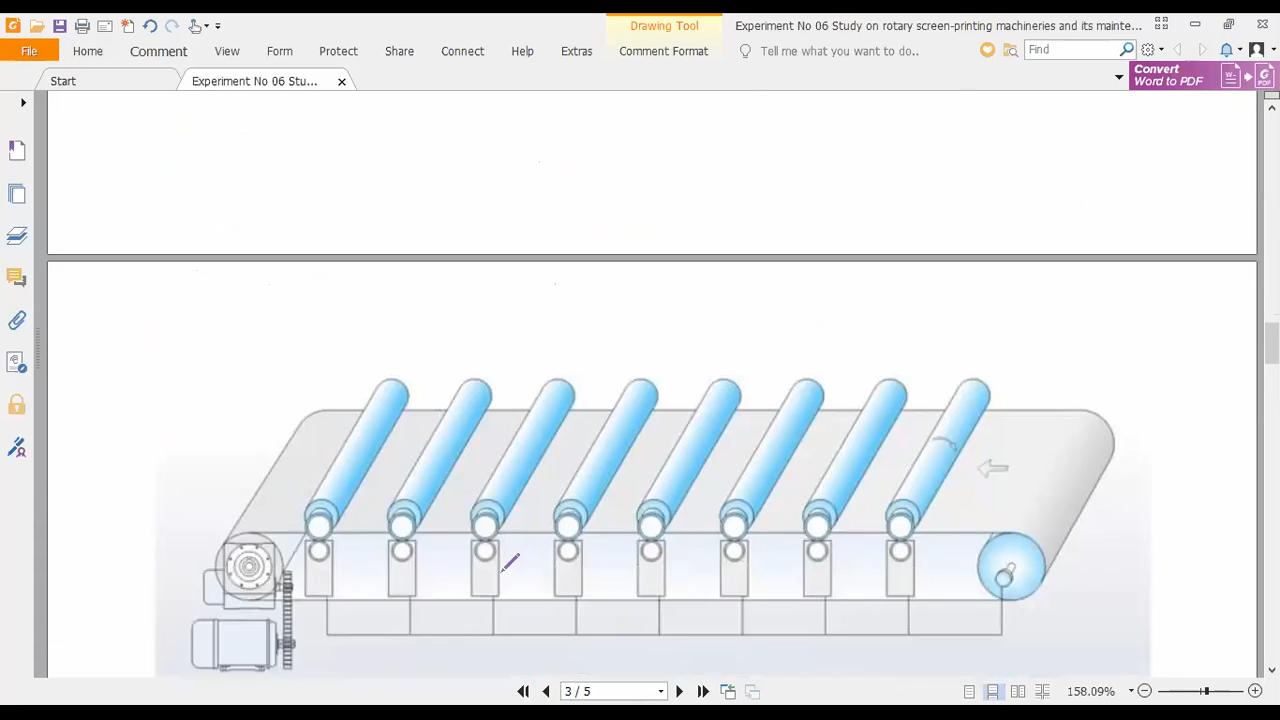 Drawing Tool
Experiment No 06 Study on rotary screen-printing machineries and its mainte...
File Home Comment View Form Protect Share Connect Help Extras Comment Format Tell me what you want to do.. Find
Start Experiment No 06 Stu... Convert
Word to PDF
3 / 5 158.09%